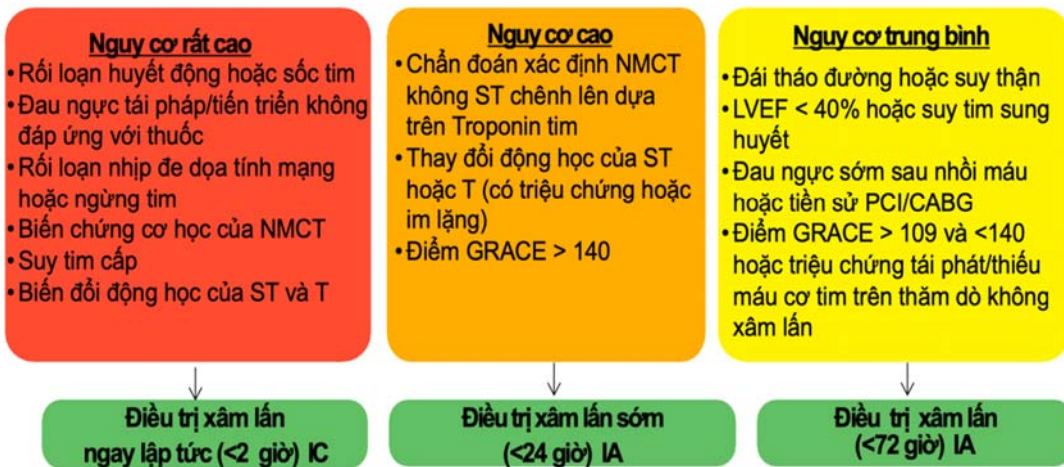 Nguy cơ rất cao
• Rối loạn huyết động hoặc sốc tim
• Đau ngực tái pháp/tiến triển không
đáp ứng với thuốc
• Rối loạn nhịp đe dọa tính mạng
hoặc ngừng tim
• Biến chứng cơ học của NMCT
• Suy tim cấp
• Biến đổi động học của ST và T
Nguy cơ cao
• Chẩn đoán xác định NMCT
không ST chênh lên dựa
trên Troponin tim
• Thay đổi động học của ST
hoặc T (có triệu chứng hoặc
im lặng)
• Điểm GRACE > 140
Nguy cơ trung bình
• Đái tháo đường hoặc suy thận
• LVEF < 40% hoặc suy tim sung
huyết
• Đau ngực sớm sau nhồi máu
hoặc tiền sử PCI/CABG
• Điểm GRACE > 109 và <140
hoặc triệu chứng tái phát/thiếu
máu cơ tim trên thăm dò không
xâm lấn
Điều trị xâm lấn
ngay lập tức (<2 giờ) IC
Điều trị xâm lấn sớm
(<24 giờ) IA
Điều trị xâm lấn
(<72 giờ) IA